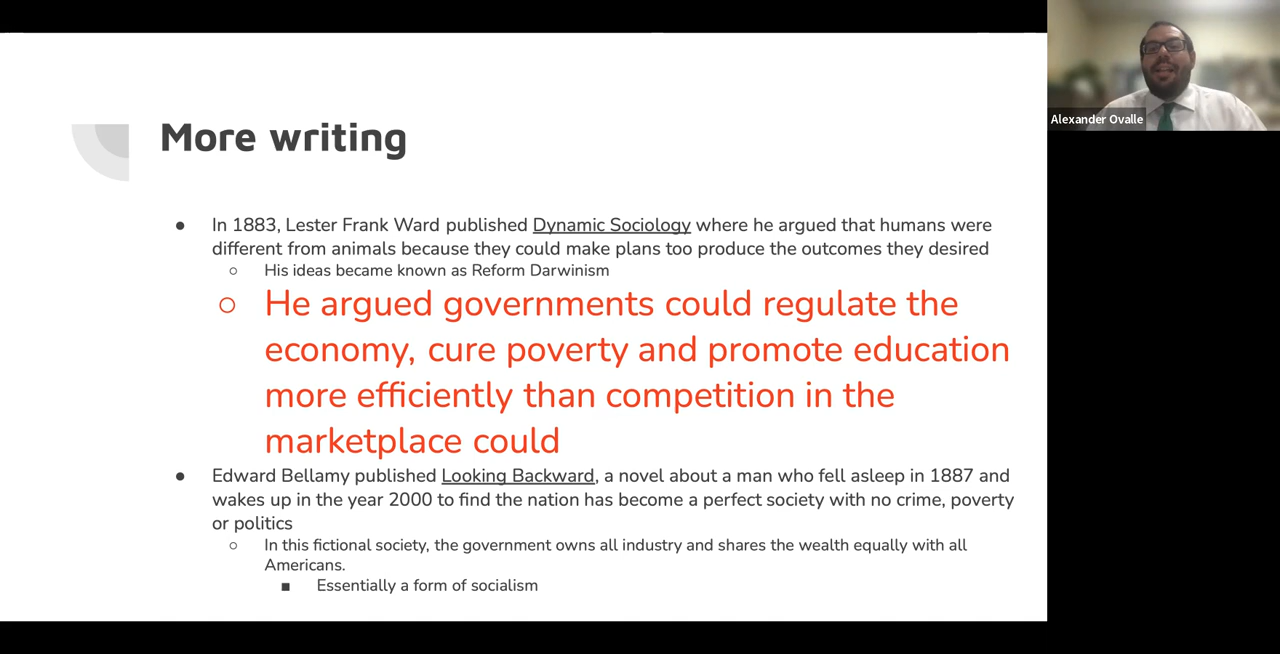 More writing
Alexander Ovalle
● In 1883, Lester Frank Ward published Dynamic Sociology where he argued that humans were
different from animals because they could make plans too produce the outcomes they desired
○ His ideas became known as Reform Darwinism
○ He argued governments could regulate the
economy, cure poverty and promote education
more efficiently than competition in the
marketplace could
● Edward Bellamy published Looking Backward, a novel about a man who fell asleep in 1887 and
wakes up in the year 2000 to find the nation has become a perfect society with no crime, poverty
or politics
○ In this fictional society, the government owns all industry and shares the wealth equally with all
Americans.
■ Essentially a form of socialism